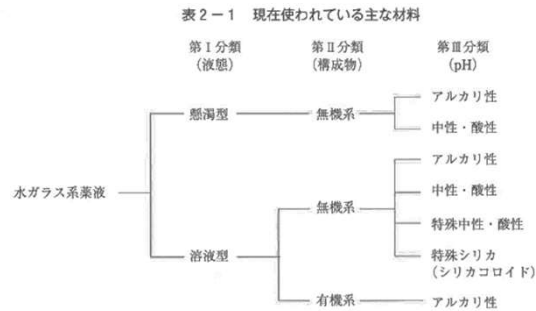 表2-1 現在使われている主な材料
第Ⅰ分類 第Ⅱ分類 第Ⅲ分類
(液態) (構成物) (pH)
アルカリ性
懸濁型 無機系
中性・酸性
アルカリ性
水ガラス系薬液 中性・酸性
無機系
特殊中性・酸性
溶液型 特殊シリカ
(シリカコロイド)
有機系 アルカリ性